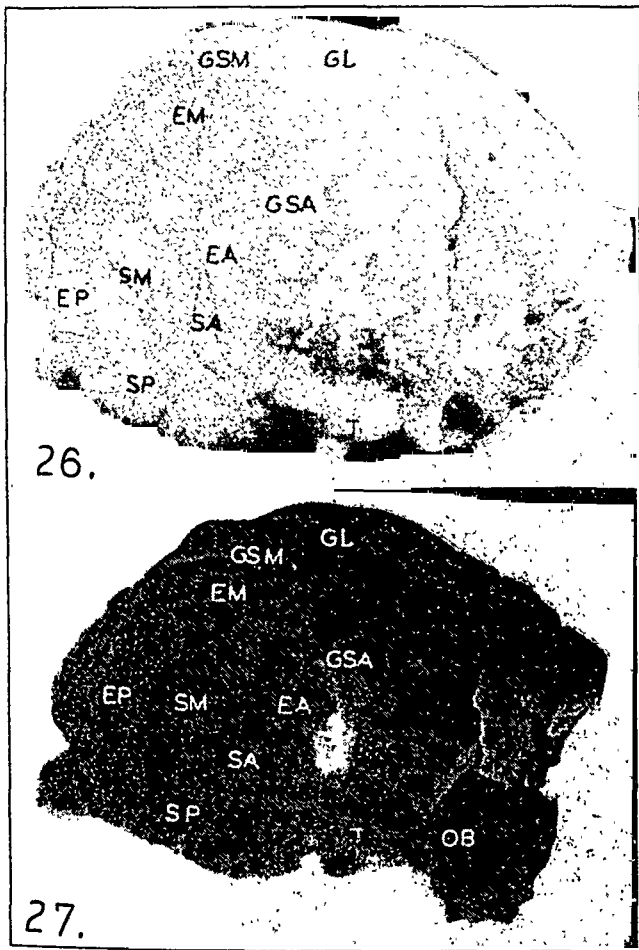 GSM GL
EM
GSA
EA
SM
EP
SA
SP
26.
GL
GSM
EM
GSA
EP SM EA
SA
SP T OB
27.